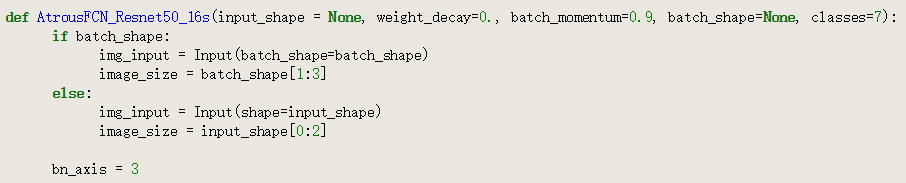 def AtrousFCN_Resnet50_16s(input_shape = None, weight_decay=0., batch_momentum=0.9, batch_shape=None, classes=7):
    if batch_shape:
        img_input = Input(batch_shape=batch_shape)
        image_size = batch_shape[1:3]
    else:
        img_input = Input(shape=input_shape)
        image_size = input_shape[0:2]

    bn_axis = 3